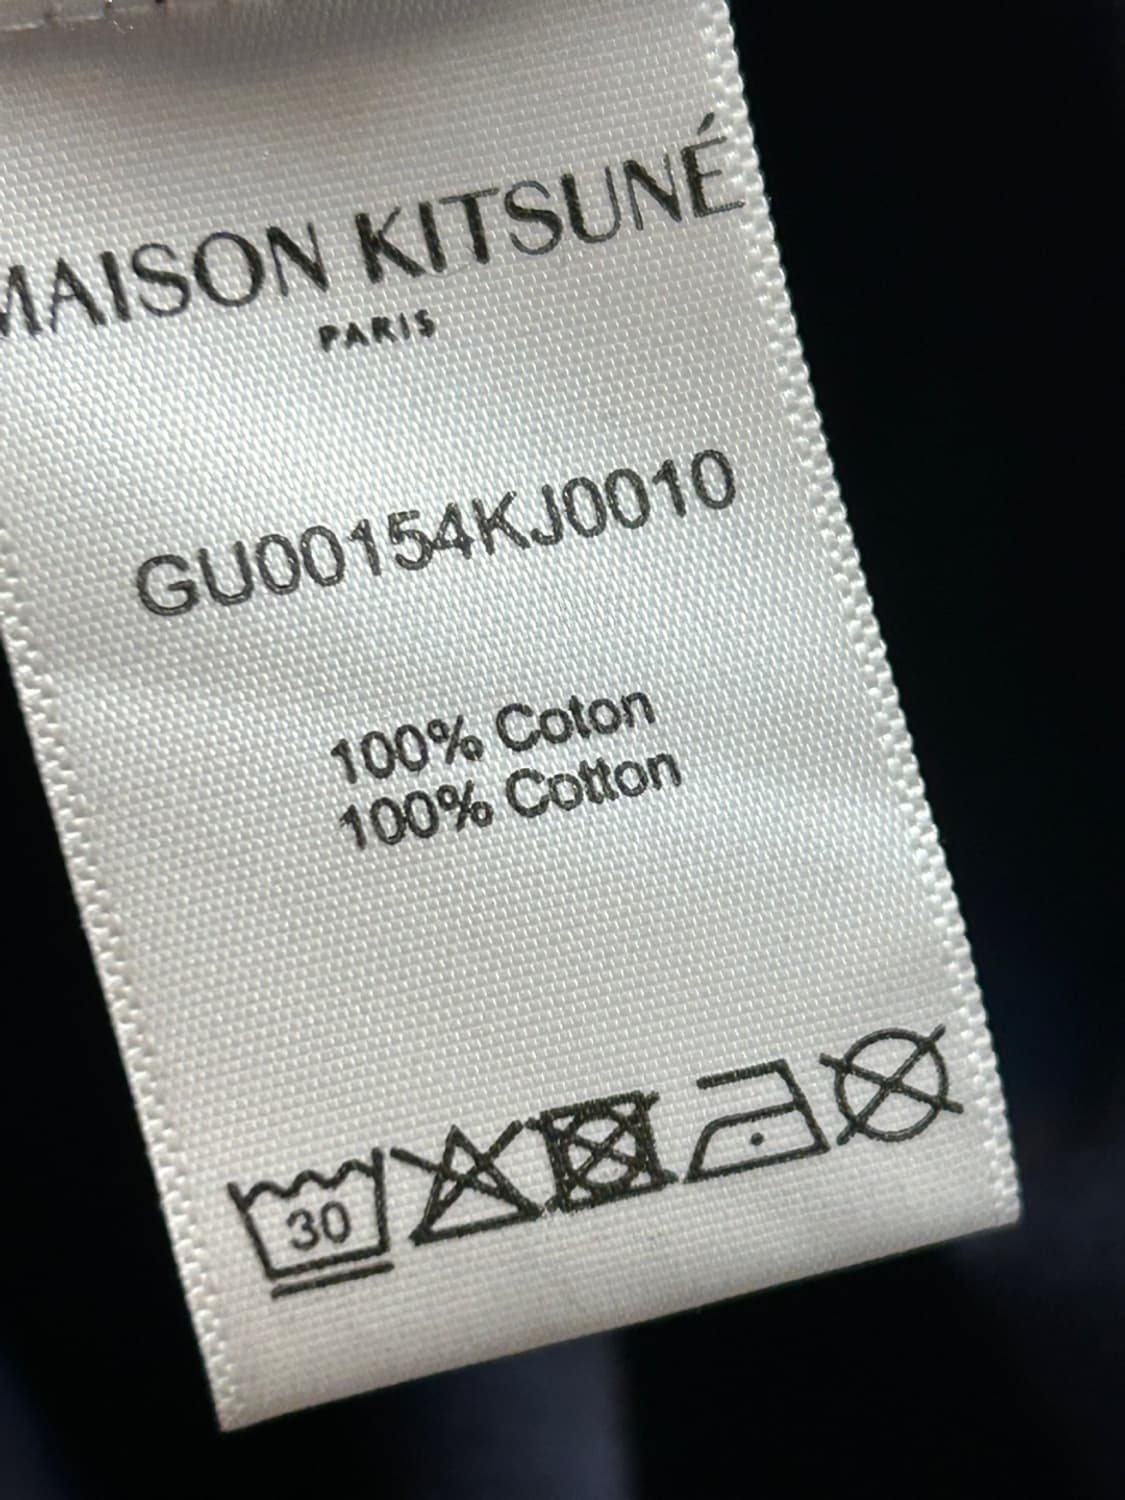 MAISON KITSUNÉ
PARIS
GU00154KJ0010
100% Coton
100% Cotton
30